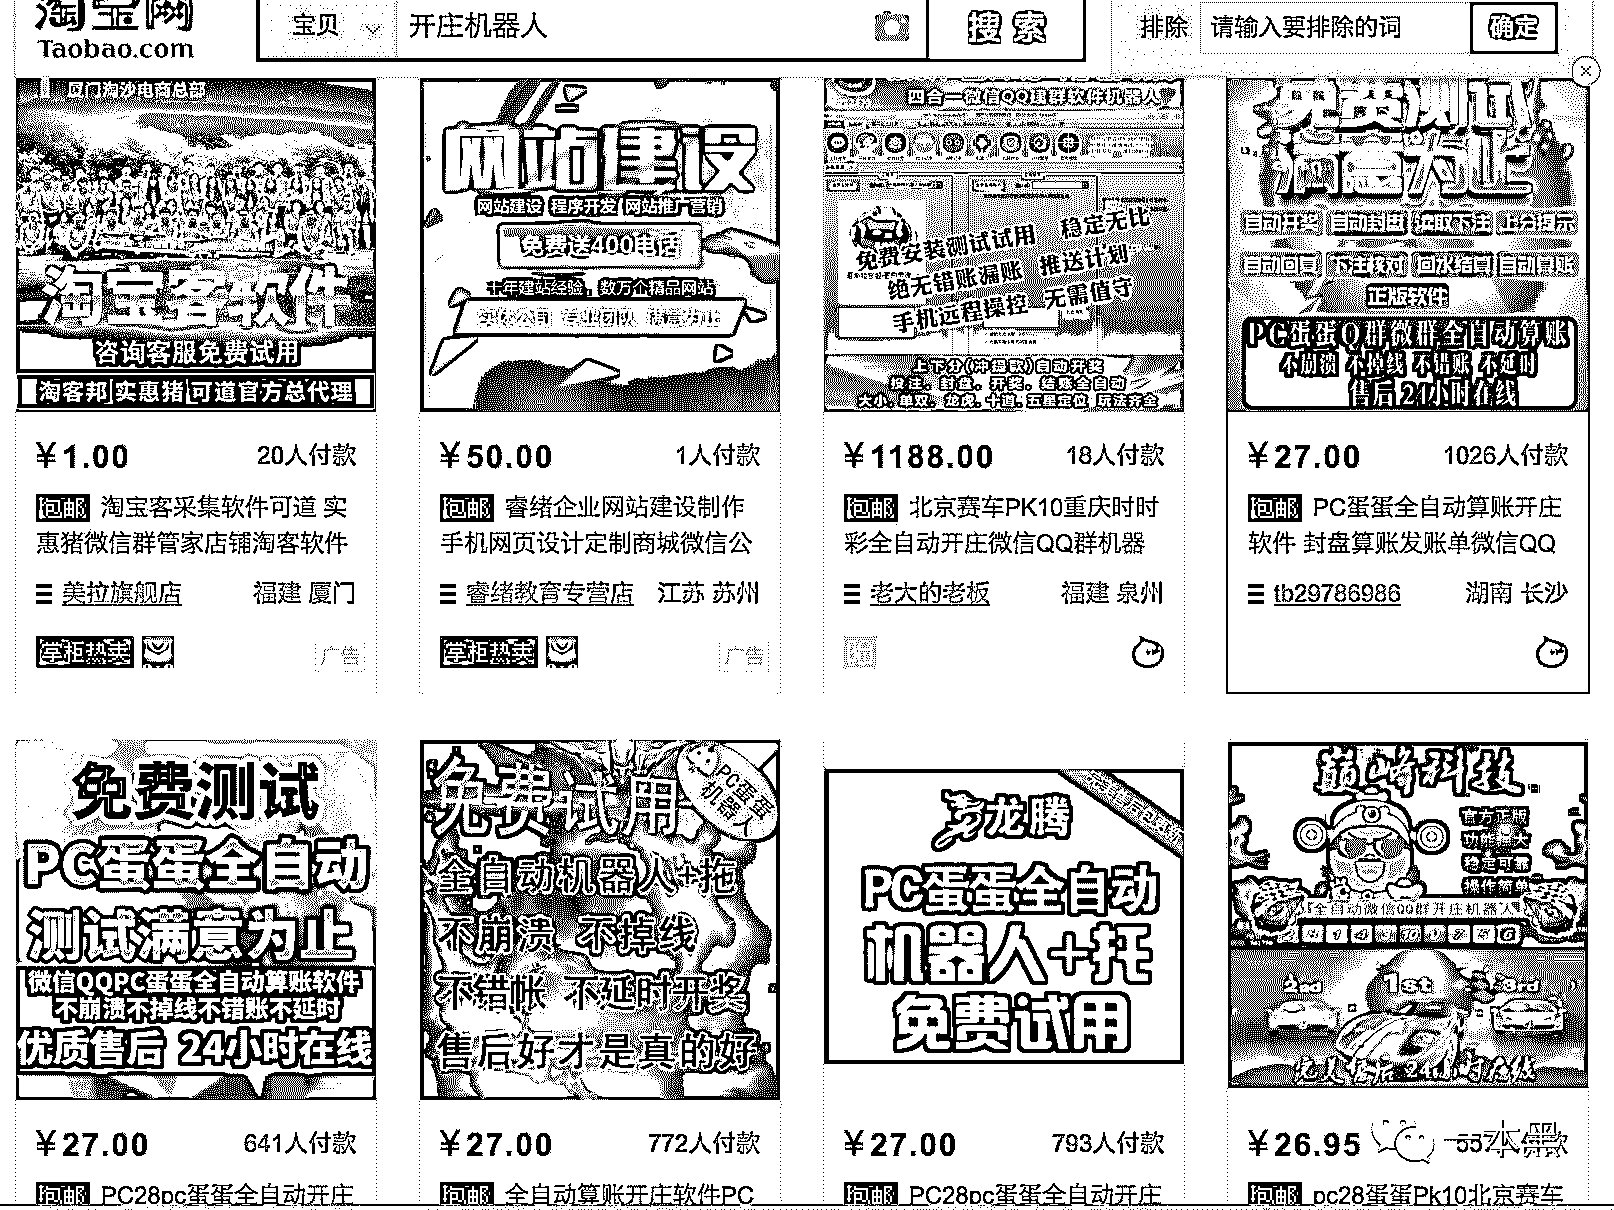 淘宝网
Taobao.com
宝贝
开庄机器人
搜索
排除
请输入要排除的词
确定
厦门淘沙电商总部
淘宝客软件
咨询客服免费试用
淘客邦|实惠猪|可道官方总代理
网站建设
网站建设 程序开发 网站推广营销
免费送400电话
十年建站经验，数万个精品网站
实体公司 专业团队 满意为止
四合一微信QQ建群软件机器人
免费安装测试试用 稳定无比
绝无错账漏账 推送计划
手机远程操控 无需值守
上下分(冲提款)自动开奖
投注、封盘、开奖、结账全自动
大小、单双、龙虎、十道、五星定位 玩法齐全
免费测试
满意为止
自动开奖 自动封盘 抓取下注 上分提示
自动回复 下注核对 回水结算 自动算账
正版软件
PC蛋蛋Q群微群全自动算账
不崩溃 不掉线 不错账 不延时
售后 24小时在线
¥1.00 20人付款
包邮 淘宝客采集软件可道 实
惠猪微信群管家店铺淘客软件
美拉旗舰店 福建 厦门
掌柜热卖
广告
¥50.00 1人付款
包邮 睿绪企业网站建设制作
手机网页设计定制商城微信公
睿绪教育专营店 江苏 苏州
掌柜热卖
广告
¥1188.00 18人付款
包邮 北京赛车PK10重庆时时
彩全自动开庄微信QQ群机器
老大的老板 福建 泉州
¥27.00 1026人付款
包邮 PC蛋蛋全自动算账开庄
软件 封盘算账发账单微信QQ
tb29786986 湖南 长沙
免费测试
PC蛋蛋全自动
测试满意为止
微信QQPC蛋蛋全自动算账软件
不崩溃不掉线不错账不延时
优质售后 24小时在线
免费试用
PC蛋蛋
机器人
全自动机器人+拖
不崩溃 不掉线
不错帐 不延时开奖
售后好才是真的好
龙腾
PC蛋蛋全自动
机器人+托
免费试用
巅峰科技
官方正版
功能强大
稳定可靠
操作简单
全自动微信QQ群开庄机器人
2nd 1st 3rd
完美售后 24小时在线
¥27.00 641人付款
包邮 PC28pc蛋蛋全自动开庄
¥27.00 772人付款
包邮 全自动算账开庄软件PC
¥27.00 793人付款
包邮 PC28pc蛋蛋全自动开庄
¥26.95
包邮 pc28蛋蛋Pk10北京赛车